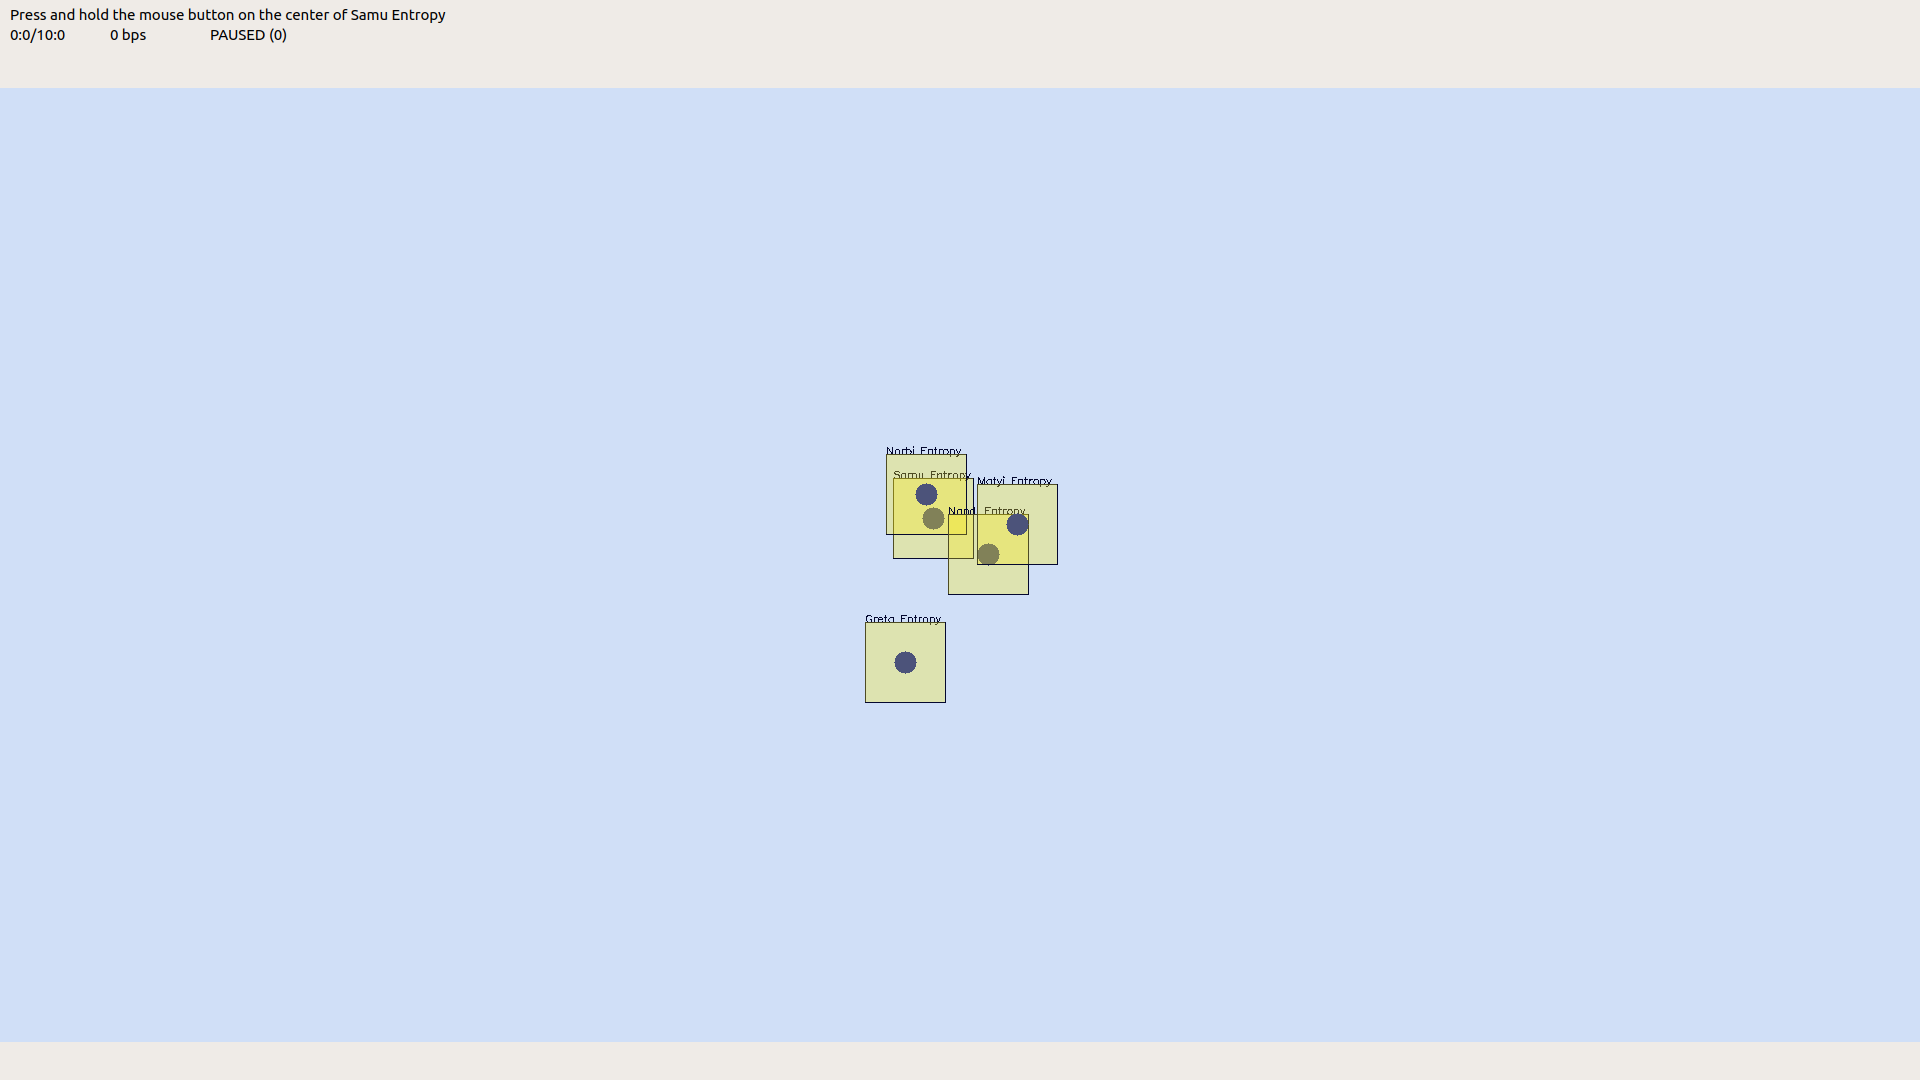 Press and hold the mouse button on the center of Samu Entropy
0:0/10:0 0 bps PAUSED (0)
Norbi Entropy
Samu Entropy
Matyi Entropy
Nandi Entropy
Greta Entropy